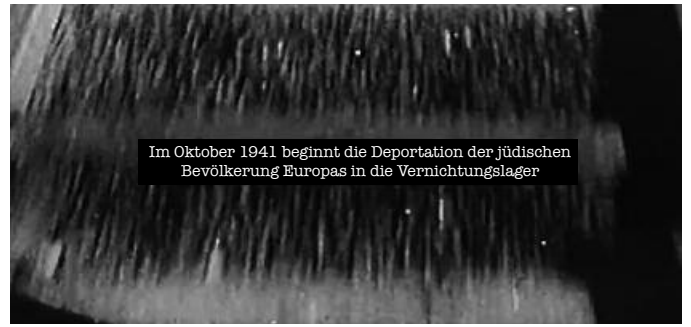 Im Oktober 1941 beginnt die Deportation der jüdischen
Bevölkerung Europas in die Vernichtungslager